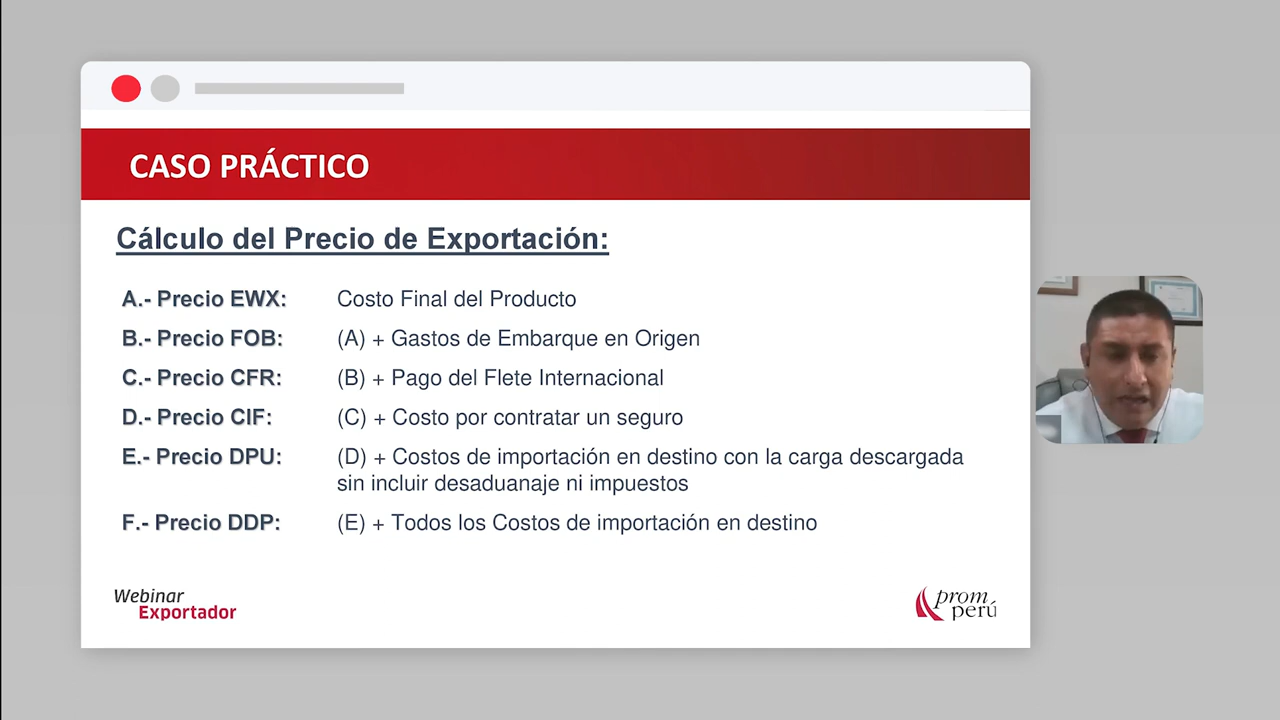 CASO PRÁCTICO
Cálculo del Precio de Exportación:
A.- Precio EWX: Costo Final del Producto
B.- Precio FOB: (A) + Gastos de Embarque en Origen
C.- Precio CFR: (B) + Pago del Flete Internacional
D.- Precio CIF: (C) + Costo por contratar un seguro
E.- Precio DPU: (D) + Costos de importación en destino con la carga descargada
sin incluir desaduanaje ni impuestos
F.- Precio DDP: (E) + Todos los Costos de importación en destino
Webinar
Exportador
prom
perú